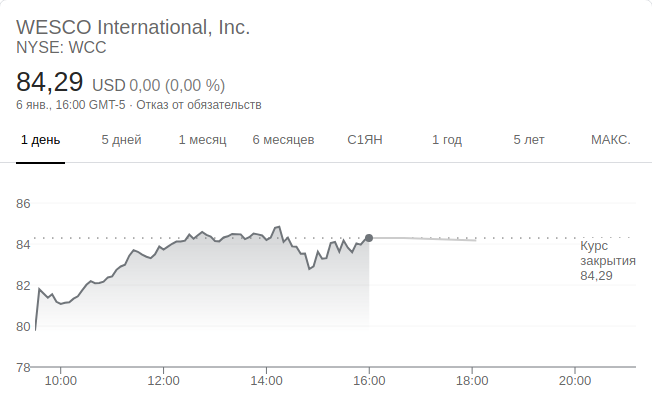 WESCO International, Inc.
NYSE: WCC
84,29 USD 0,00 (0,00 %)
6 янв., 16:00 GMT-5 · Отказ от обязательств
1 день 5 дней 1 месяц 6 месяцев С1ЯН 1 год 5 лет МАКС.
86
84
82
80
78
Курс
закрытия
84,29
10:00 12:00 14:00 16:00 18:00 20:00